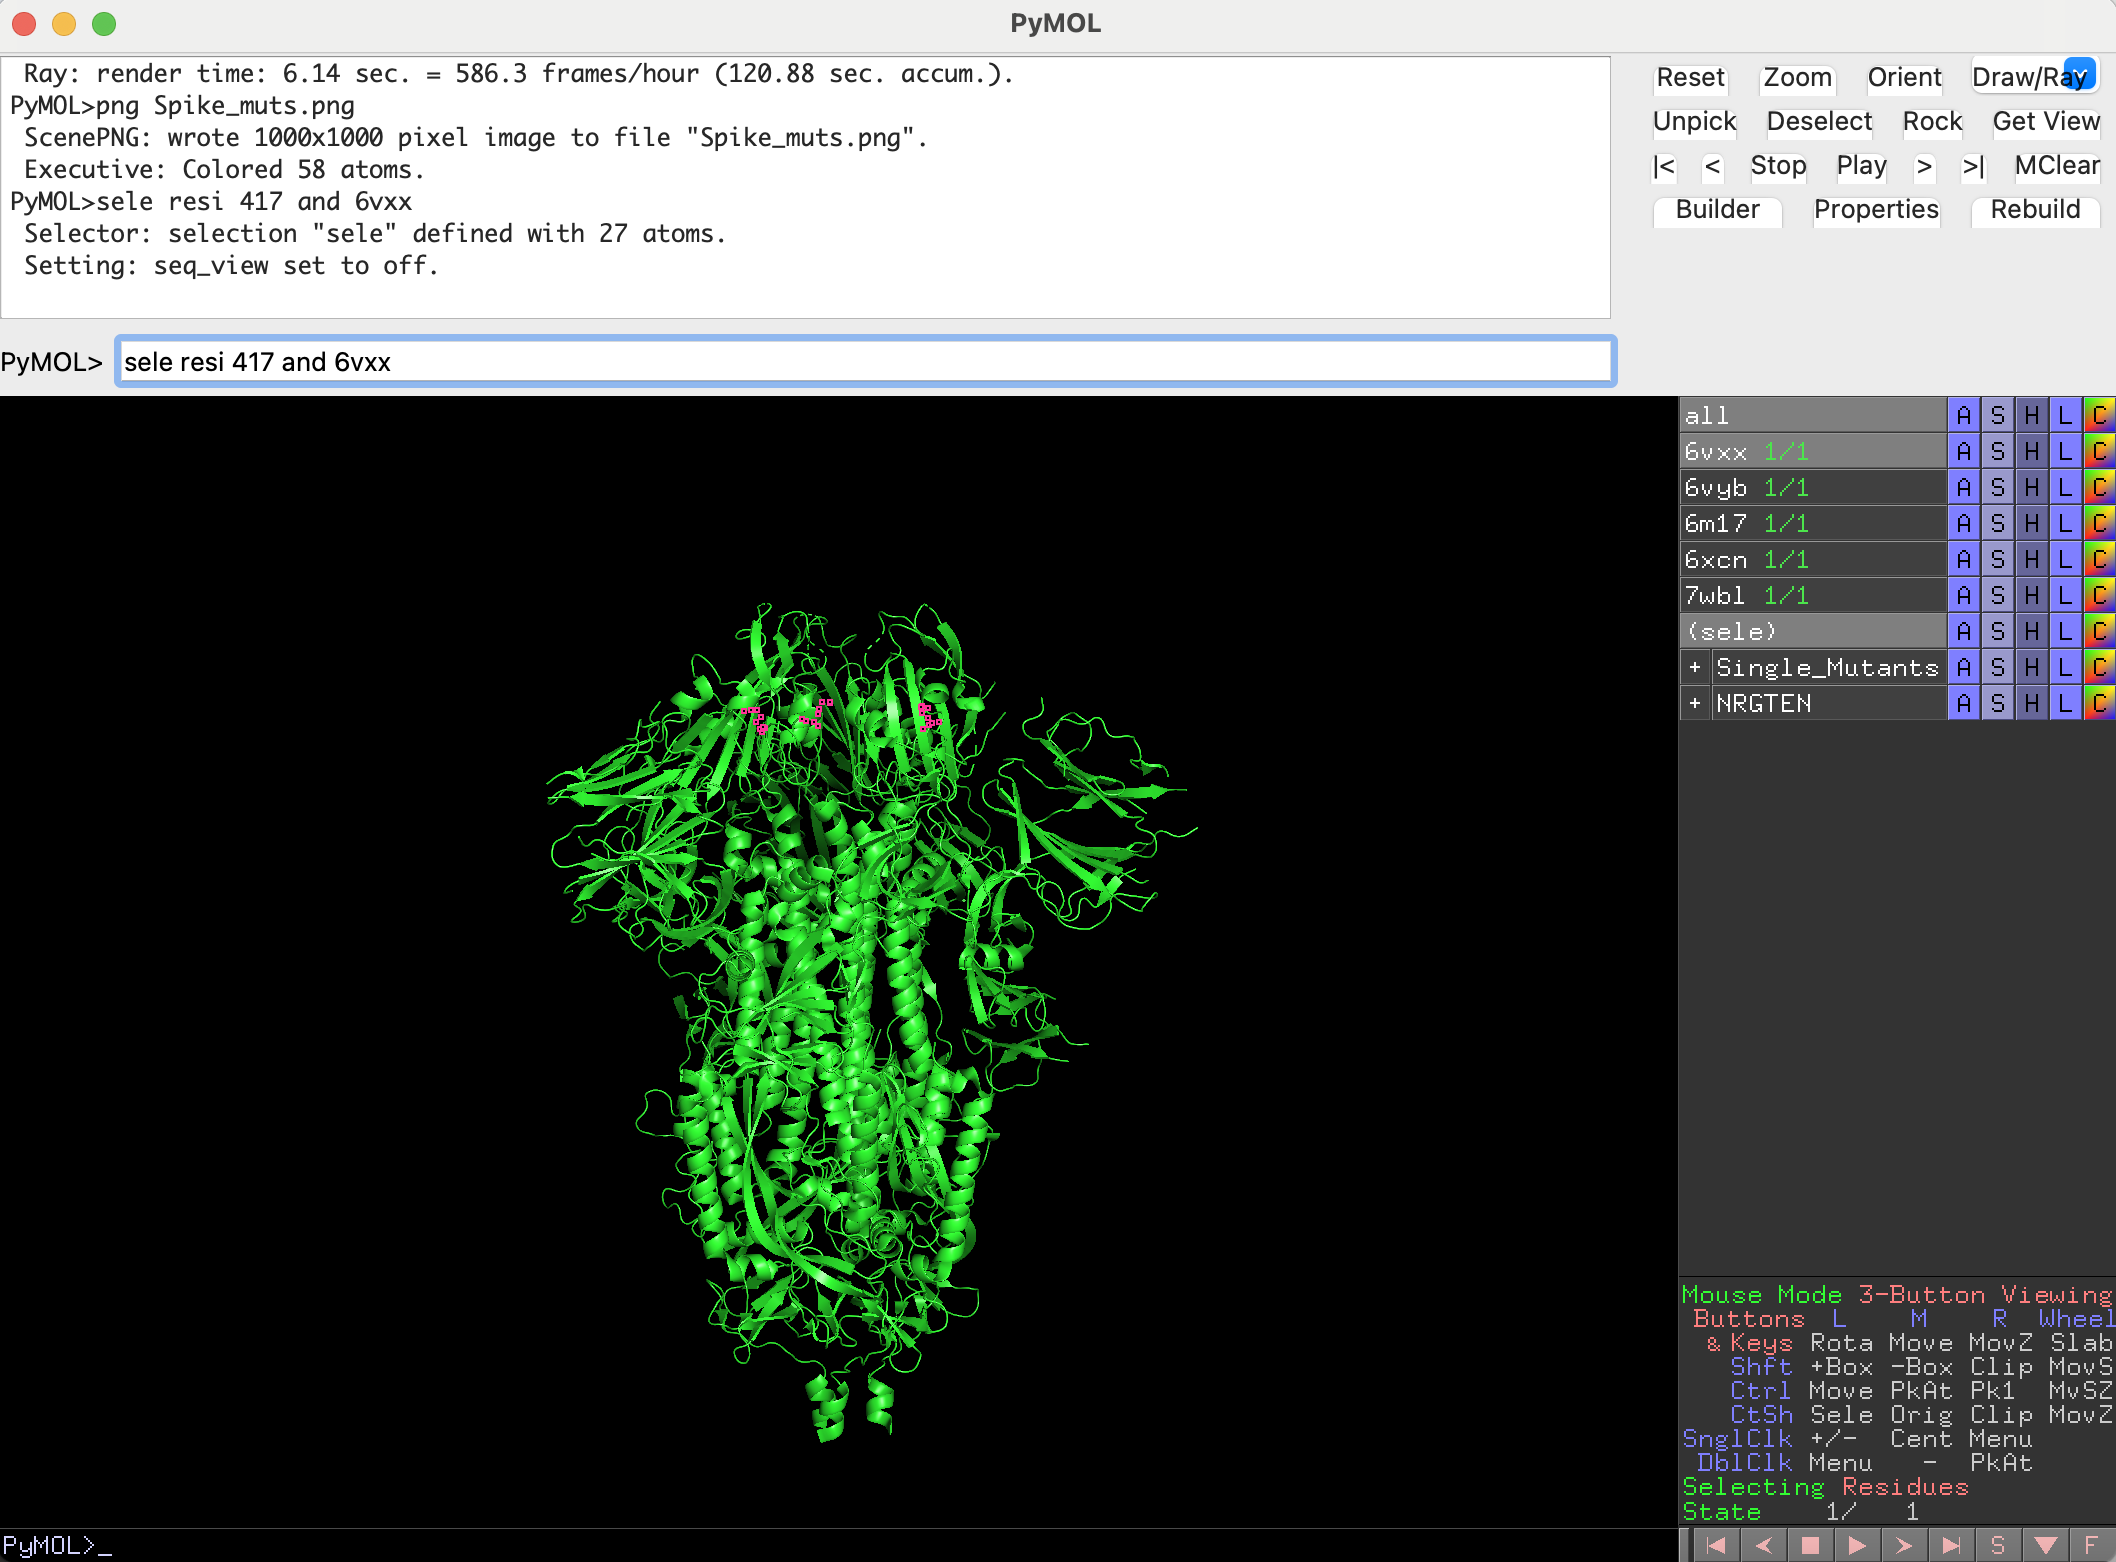 PyMOL
Ray: render time: 6.14 sec. = 586.3 frames/hour (120.88 sec. accum.).
PyMOL>png Spike_muts.png
ScenePNG: wrote 1000x1000 pixel image to file "Spike_muts.png".
Executive: Colored 58 atoms.
PyMOL>sele resi 417 and 6vxx
Selector: selection "sele" defined with 27 atoms.
Setting: seq_view set to off.
Reset Zoom Orient Draw/Ray
Unpick Deselect Rock Get View
|< < Stop Play > >| MClear
Builder Properties Rebuild
PyMOL> sele resi 417 and 6vxx
all A S H L C
6vxx 1/1 A S H L C
6vyb 1/1 A S H L C
6m17 1/1 A S H L C
6xcn 1/1 A S H L C
7wbl 1/1 A S H L C
(sele) A S H L C
+ Single_Mutants A S H L C
+ NRGTEN A S H L C
Mouse Mode 3-Button Viewing
Buttons L M R Wheel
& Keys Rota Move MovZ Slab
Shft +Box -Box Clip MovS
Ctrl Move PkAt Pk1 MvSZ
CtSh Sele Orig Clip MovZ
SnglClk +/- Cent Menu
DblClk Menu - PkAt
Selecting Residues
State 1/ 1
PyMOL>_
S F